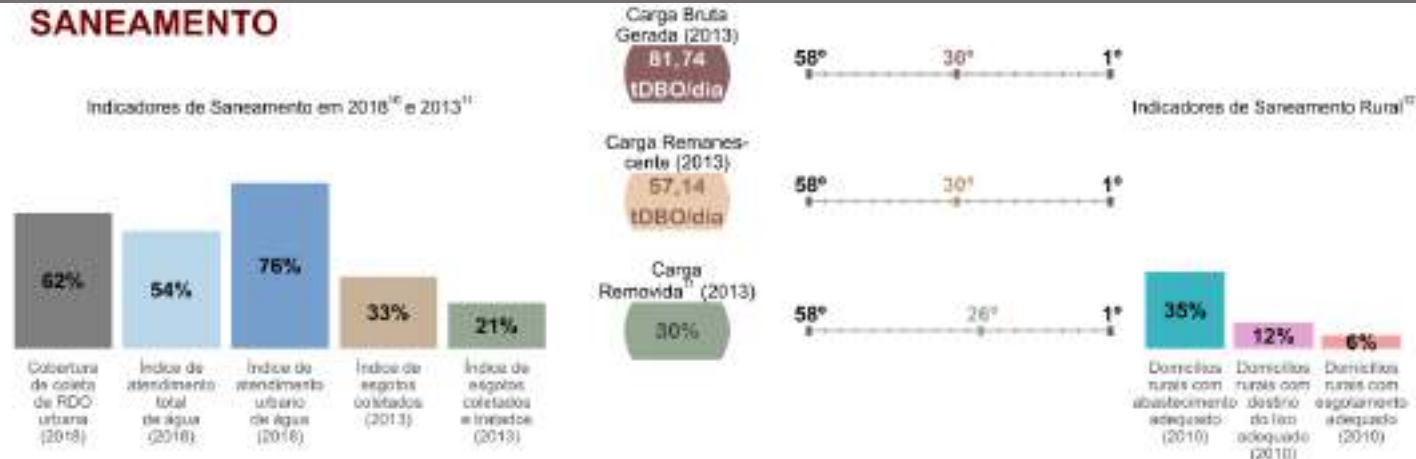 SANEAMENTO
Indicadores de Saneamento em 2018¹⁰ e 2013¹¹
62%
54%
76%
33%
21%
Cobertura
de coleta
de RDO
urbana
(2018)
Índice de
atendimento
total
de água
(2018)
Índice de
atendimento
urbano
de água
(2018)
Índice de
esgotos
coletados
(2013)
Índice de
esgotos
coletados
e tratados
(2013)
Carga Bruta
Gerada (2013)
81,74
tDBO/dia
58º
1º
Carga Remanes-
cente (2013)
57,14
tDBO/dia
58º
30º
1º
Carga
Removida¹¹ (2013)
30%
58º
26º
1º
Indicadores de Saneamento Rural¹²
35%
12%
6%
Domicílios
rurais com
abastecimento
adequado
(2010)
Domicílios
rurais com
destino
do lixo
adequado
(2010)
Domicílios
rurais com
esgotamento
adequado
(2010)